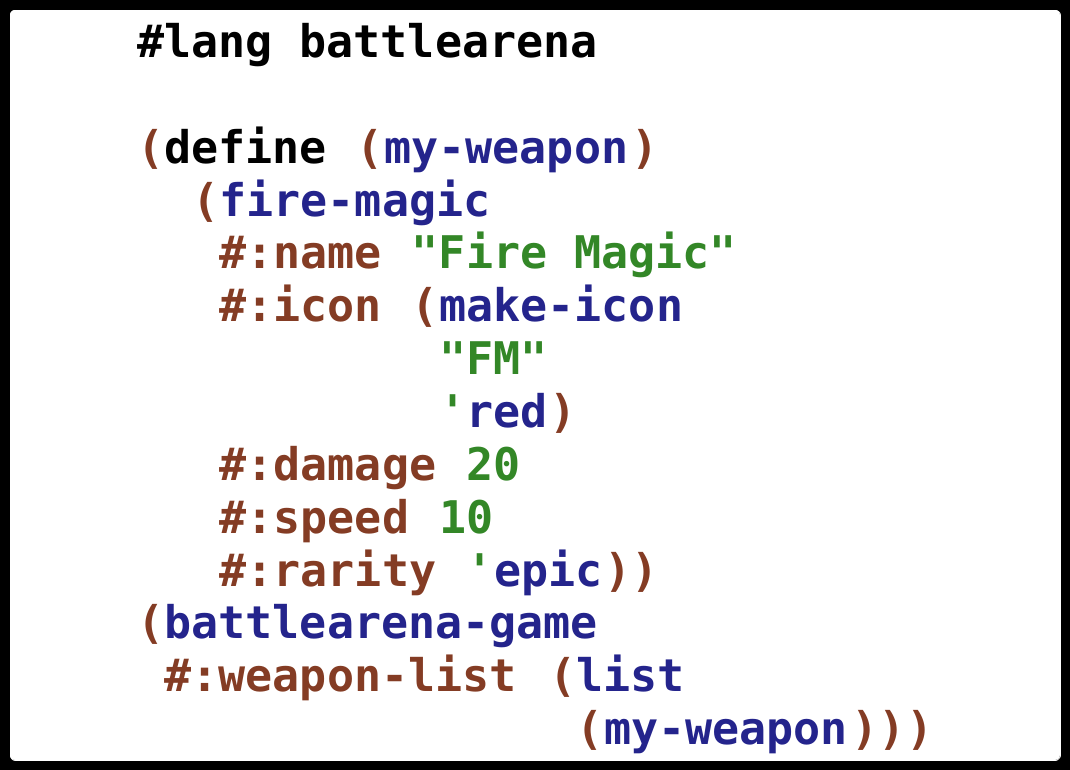 #lang battlearena
(define (my-weapon)
(fire-magic
#:name "Fire Magic"
#:icon (make-icon
"FM"
'red)
#:damage 20
#:speed 10
#:rarity 'epic))
(battlearena-game
#:weapon-list (list
(my-weapon)))